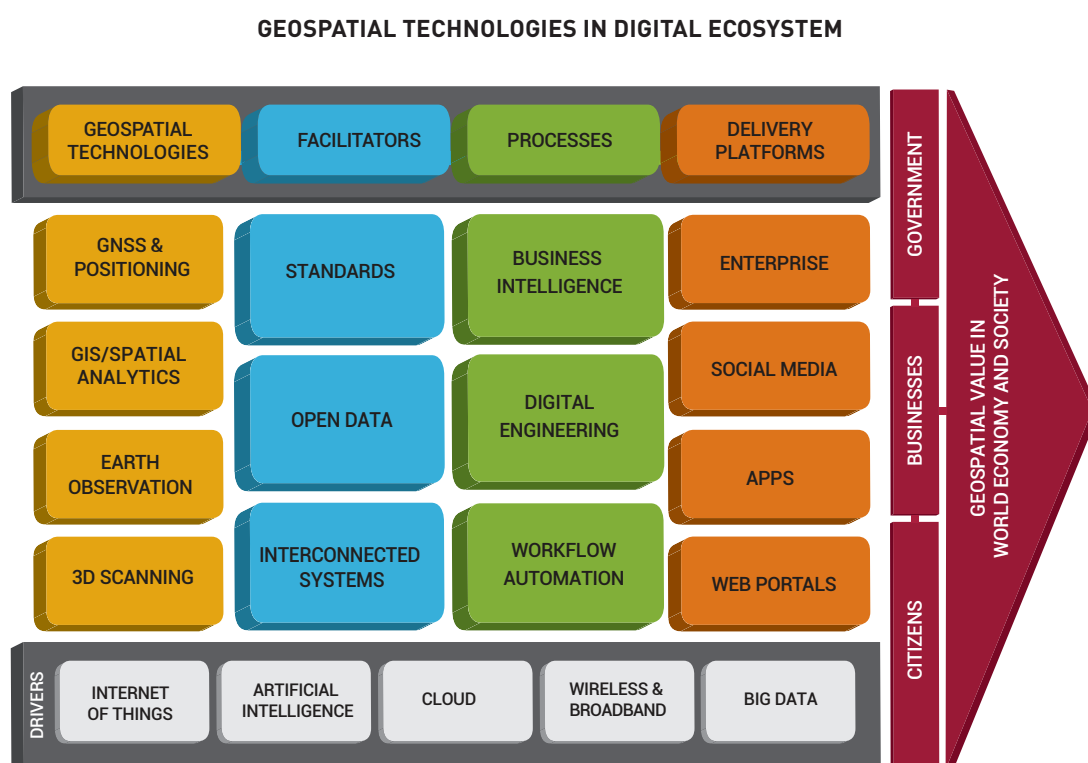 GEOSPATIAL TECHNOLOGIES IN DIGITAL ECOSYSTEM
GEOSPATIAL
TECHNOLOGIES
FACILITATORS
PROCESSES
DELIVERY
PLATFORMS
GNSS &
POSITIONING
GIS/SPATIAL
ANALYTICS
EARTH
OBSERVATION
3D SCANNING
STANDARDS
OPEN DATA
INTERCONNECTED
SYSTEMS
BUSINESS
INTELLIGENCE
DIGITAL
ENGINEERING
WORKFLOW
AUTOMATION
ENTERPRISE
SOCIAL MEDIA
APPS
WEB PORTALS
DRIVERS
INTERNET
OF THINGS
ARTIFICIAL
INTELLIGENCE
CLOUD
WIRELESS &
BROADBAND
BIG DATA
GOVERNMENT
BUSINESSES
CITIZENS
GEOSPATIAL VALUE IN
WORLD ECONOMY AND SOCIETY